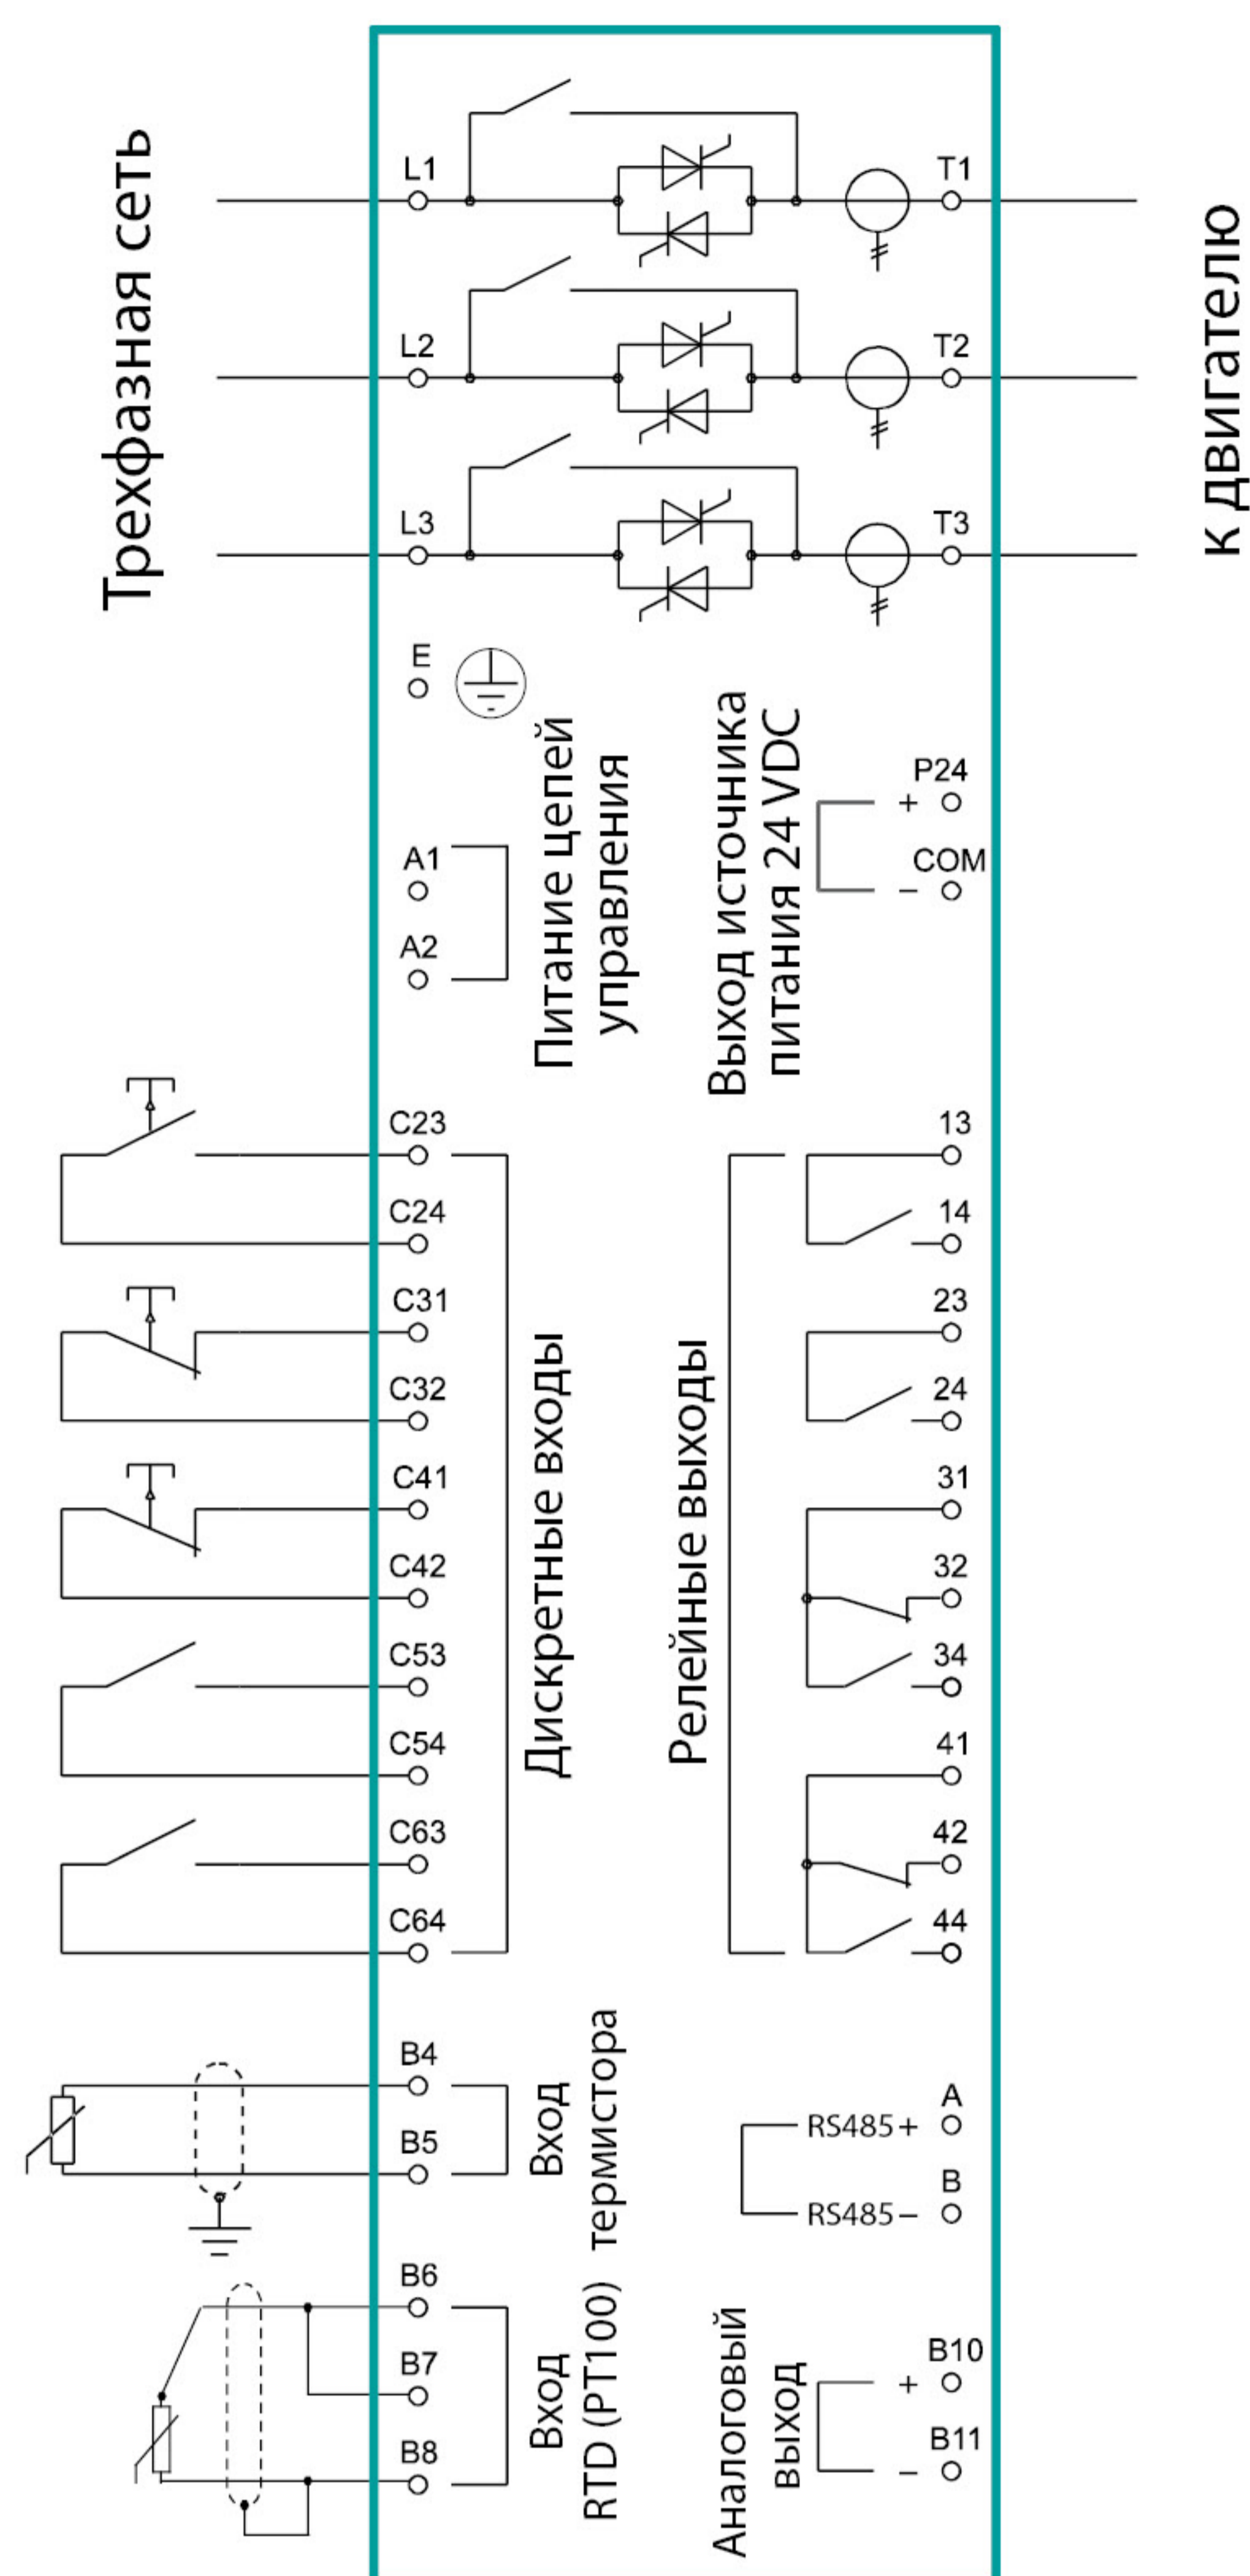 Трехфазная сеть
к двигателю
L1
T1
L2
T2
L3
T3
E
Питание цепей
управления
Выход источника
питания 24 VDC
P24
+
A1
COM
−
A2
C23
13
C24
14
C31
23
C32
24
Дискретные входы
Релейные выходы
C41
31
C42
32
C53
34
C54
41
C63
42
C64
44
B4
Вход
термистора
A
RS485+
B5
B
RS485−
B6
Вход
RTD (PT100)
Аналоговый
выход
B7
B10
+
B8
B11
−